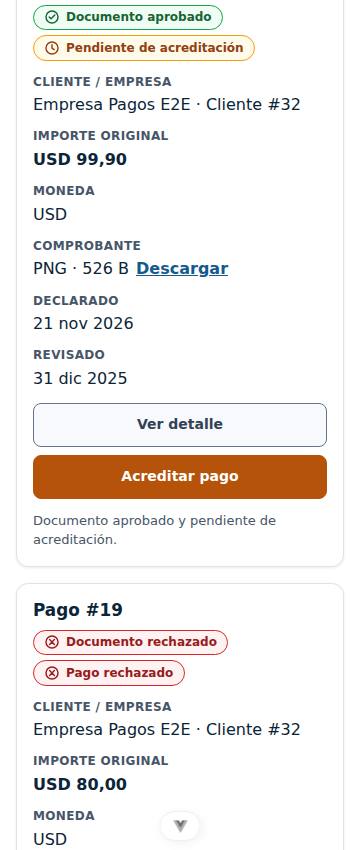 Documento aprobado
Pendiente de acreditación
CLIENTE / EMPRESA
Empresa Pagos E2E · Cliente #32
IMPORTE ORIGINAL
USD 99,90
MONEDA
USD
COMPROBANTE
PNG · 526 B Descargar
DECLARADO
21 nov 2026
REVISADO
31 dic 2025
Ver detalle
Acreditar pago
Documento aprobado y pendiente de
acreditación.
Pago #19
Documento rechazado
Pago rechazado
CLIENTE / EMPRESA
Empresa Pagos E2E · Cliente #32
IMPORTE ORIGINAL
USD 80,00
MONEDA
USD